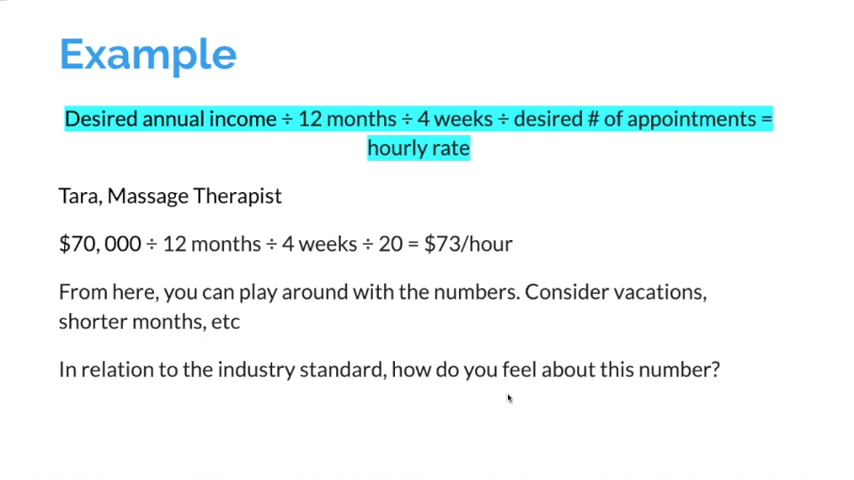 Example
Desired annual income ÷ 12 months ÷ 4 weeks ÷ desired # of appointments =
hourly rate
Tara, Massage Therapist
$70,000 ÷ 12 months ÷ 4 weeks ÷ 20 = $73/hour
From here, you can play around with the numbers. Consider vacations,
shorter months, etc
In relation to the industry standard, how do you feel about this number?